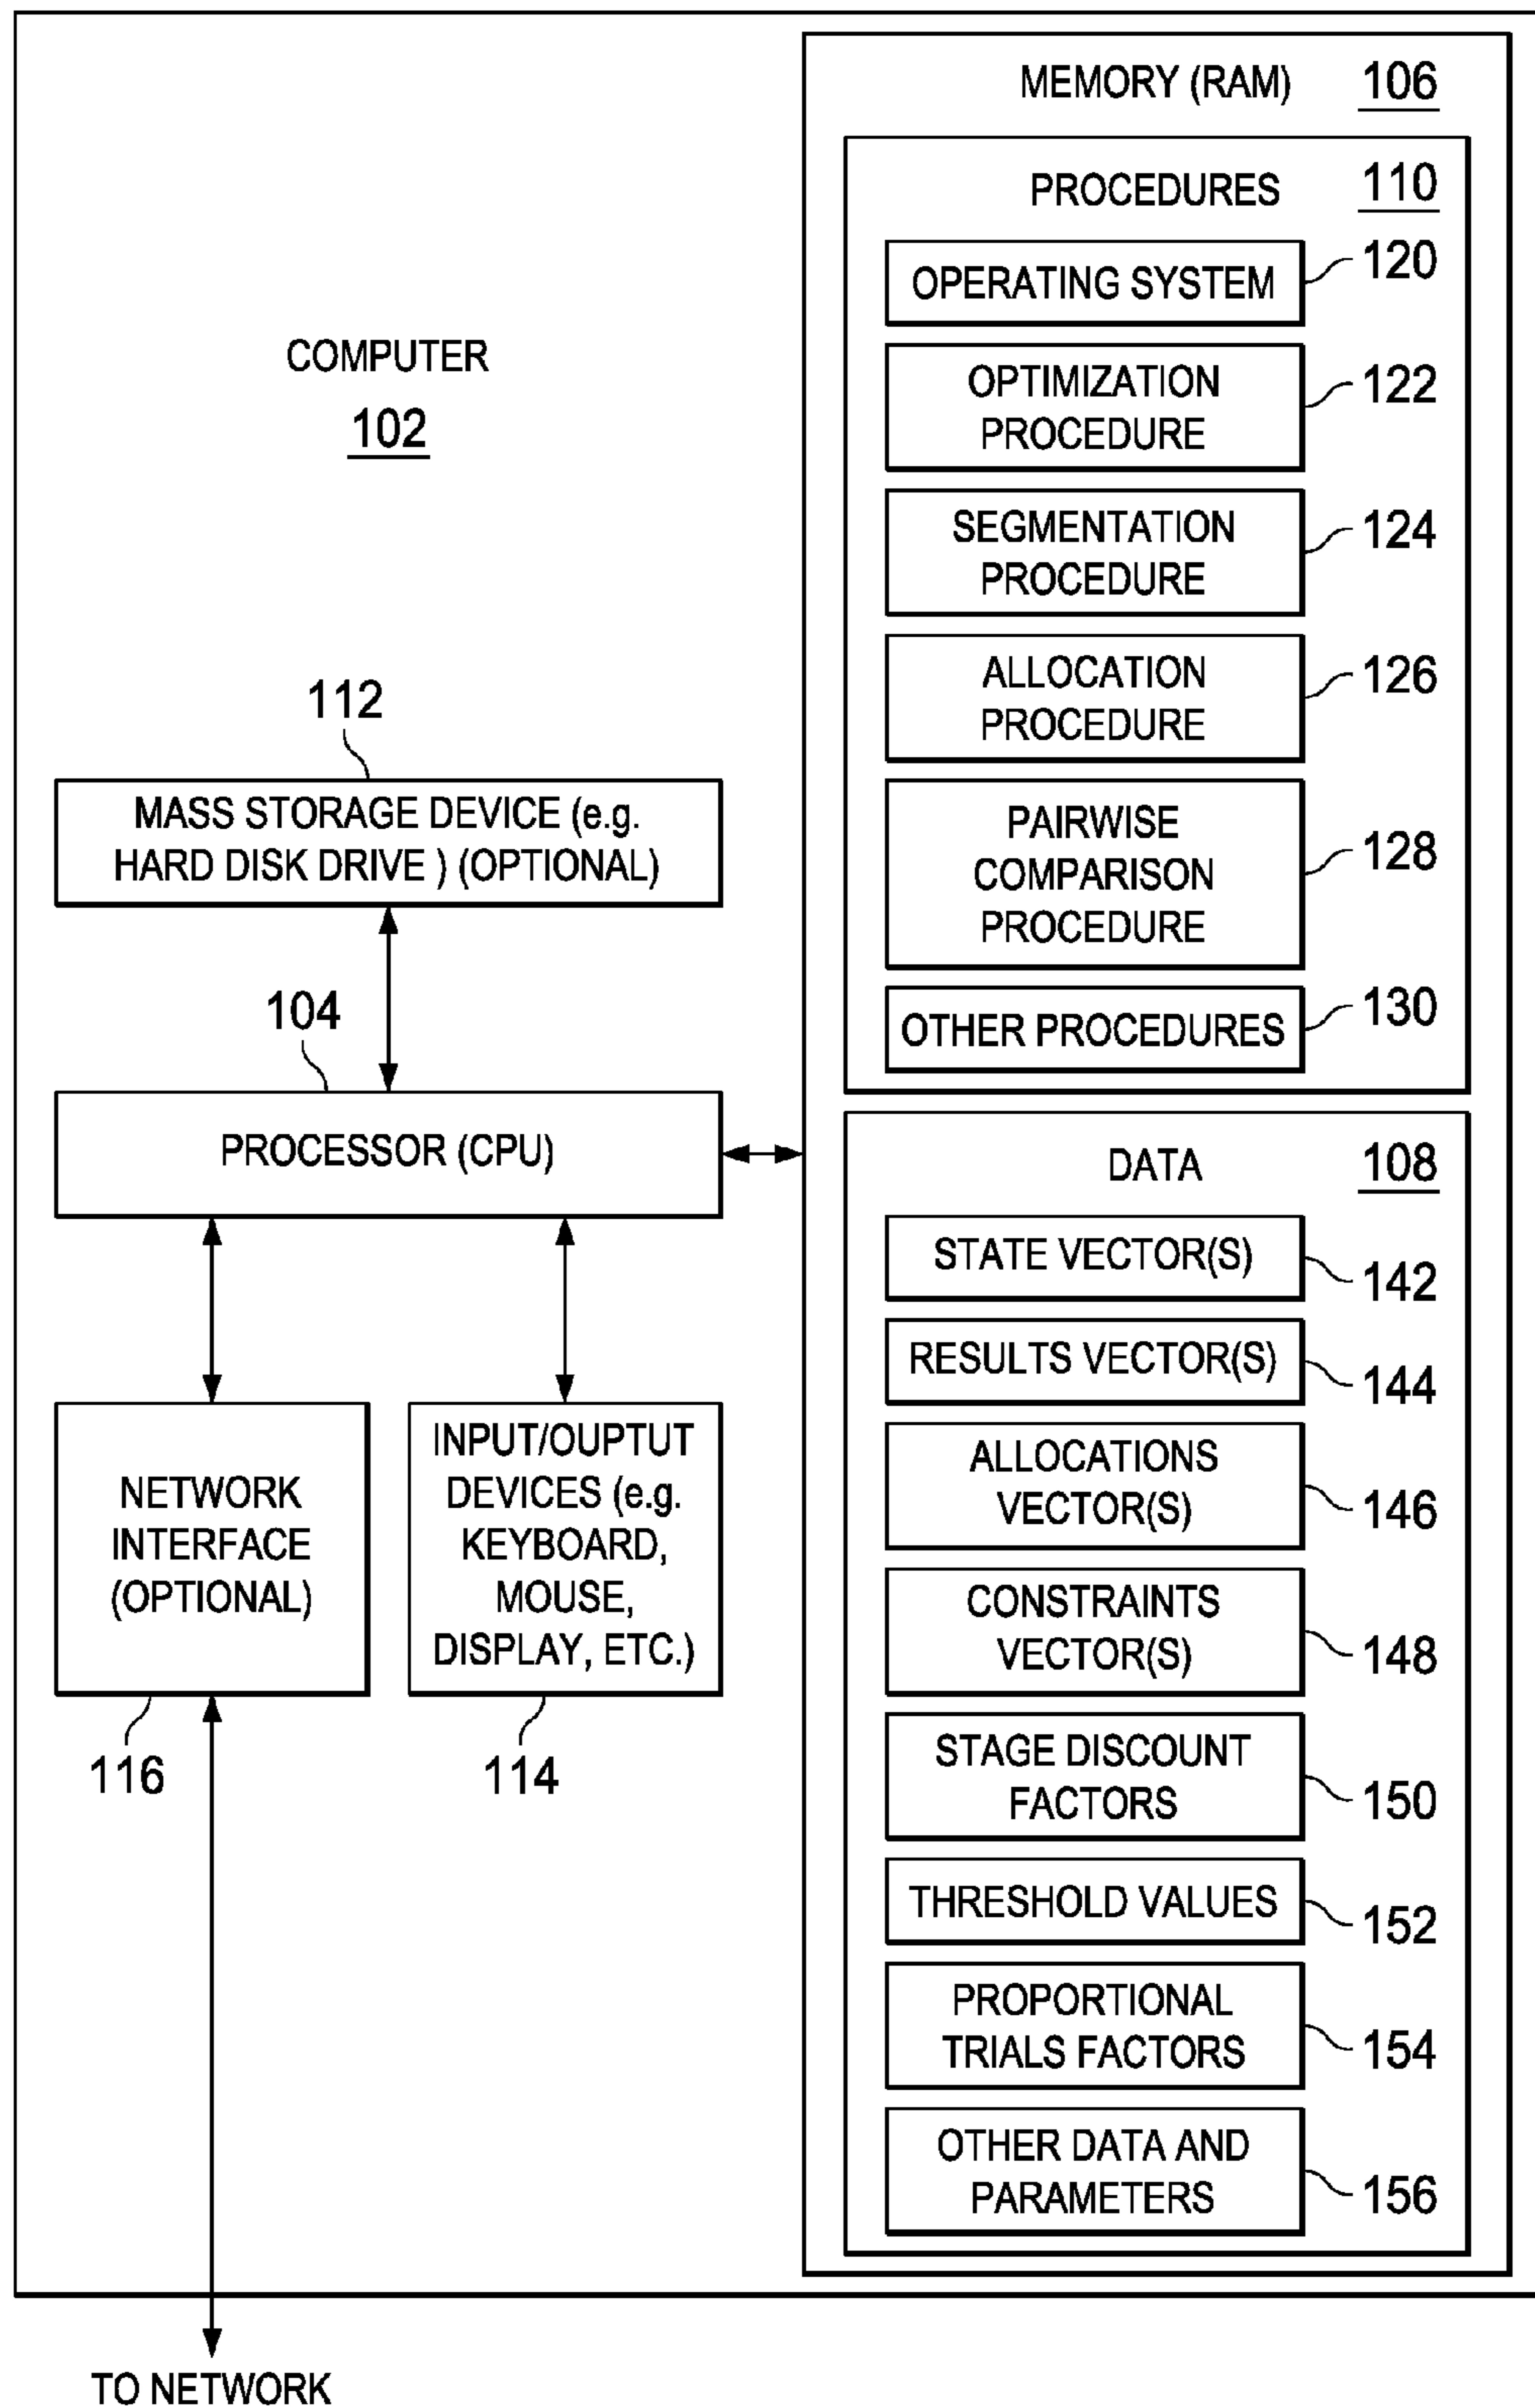 COMPUTER
102
112
MASS STORAGE DEVICE (e.g.
HARD DISK DRIVE ) (OPTIONAL)
104
PROCESSOR (CPU)
NETWORK
INTERFACE
(OPTIONAL)
116
INPUT/OUPTUT
DEVICES (e.g.
KEYBOARD,
MOUSE,
DISPLAY, ETC.)
114
TO NETWORK
MEMORY (RAM) 106
PROCEDURES 110
OPERATING SYSTEM 120
OPTIMIZATION
PROCEDURE
122
SEGMENTATION
PROCEDURE
124
ALLOCATION
PROCEDURE
126
PAIRWISE
COMPARISON
PROCEDURE
128
OTHER PROCEDURES 130
DATA 108
STATE VECTOR(S) 142
RESULTS VECTOR(S) 144
ALLOCATIONS
VECTOR(S)
146
CONSTRAINTS
VECTOR(S)
148
STAGE DISCOUNT
FACTORS
150
THRESHOLD VALUES 152
PROPORTIONAL
TRIALS FACTORS
154
OTHER DATA AND
PARAMETERS
156